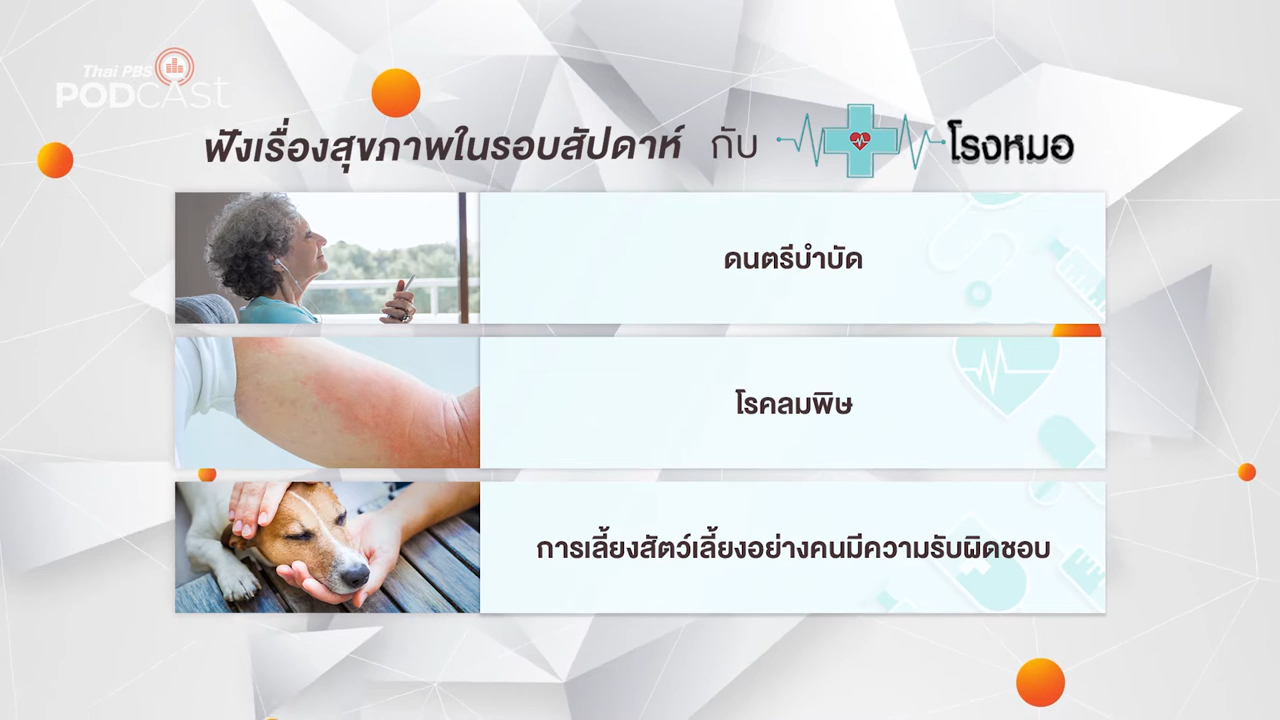 Thai PBS
PODCAST
ฟังเรื่องสุขภาพในรอบสัปดาห์ กับ โรงหมอ
ดนตรีบำบัด
โรคลมพิษ
การเลี้ยงสัตว์เลี้ยงอย่างคนมีความรับผิดชอบ